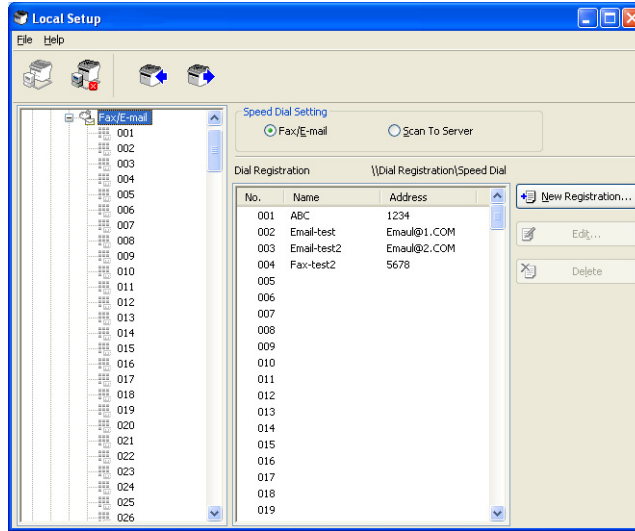 Local Setup
File Help
Fax/E-mail
001
002
003
004
005
006
007
008
009
010
011
012
013
014
015
016
017
018
019
020
021
022
023
024
025
026
Speed Dial Setting
Fax/E-mail Scan To Server
Dial Registration \\Dial Registration\Speed Dial
No. Name Address
001 ABC 1234
002 Email-test Emaul@1.COM
003 Email-test2 Emaul@2.COM
004 Fax-test2 5678
005
006
007
008
009
010
011
012
013
014
015
016
017
018
019
New Registration...
Edit...
Delete